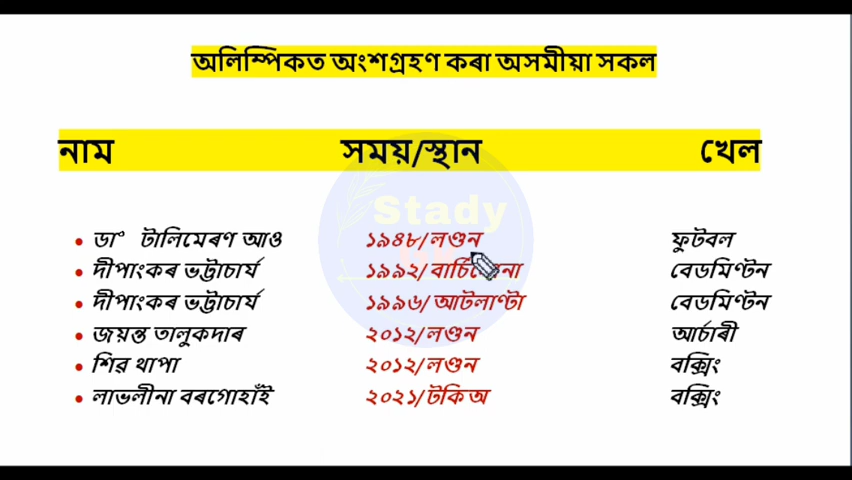 অলিম্পিকত অংশগ্ৰহণ কৰা অসমীয়া সকল
নাম সময়/স্থান খেল
Stady
• ডা° টালিমেৰণ আও ১৯৪৮/লণ্ডন ফুটবল
• দীপাংকৰ ভট্টাচাৰ্য ১৯৯২/ বেডমিণ্টন
• দীপাংকৰ ভট্টাচাৰ্য ১৯৯৬/আটলাণ্টা বেডমিণ্টন
• জয়ন্ত তালুকদাৰ ২০১২/লণ্ডন আৰ্চাৰী
• শিৱ থাপা ২০১২/লণ্ডন বক্সিং
• লাভলীনা বৰগোহাঁই ২০২১/টকিঅ বক্সিং